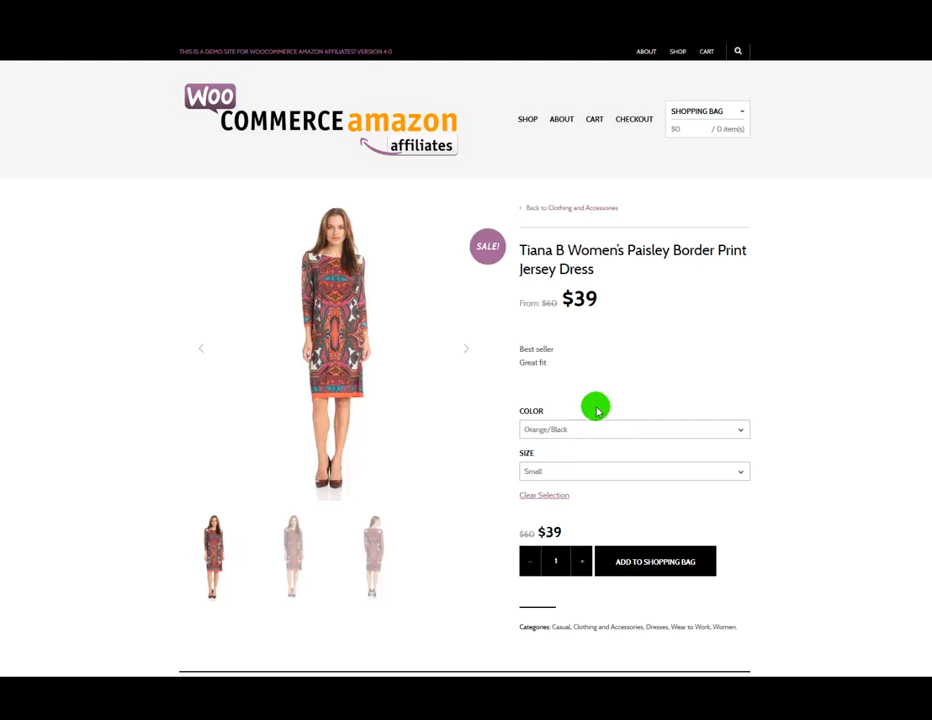 THIS IS A DEMO SITE FOR WOOCOMMERCE AMAZON AFFILIATES! VERSION 4.0
ABOUT SHOP CART
Woo
COMMERCE amazon
affiliates
SHOP ABOUT CART CHECKOUT
SHOPPING BAG
$0 / 0 item(s)
Back to Clothing and Accessories
SALE!
Tiana B Women's Paisley Border Print
Jersey Dress
From: $60 $39
Best seller
Great fit
COLOR
Orange/Black
SIZE
Small
Clear Selection
$60 $39
- 1 + ADD TO SHOPPING BAG
Categories: Casual, Clothing and Accessories, Dresses, Wear to Work, Women.